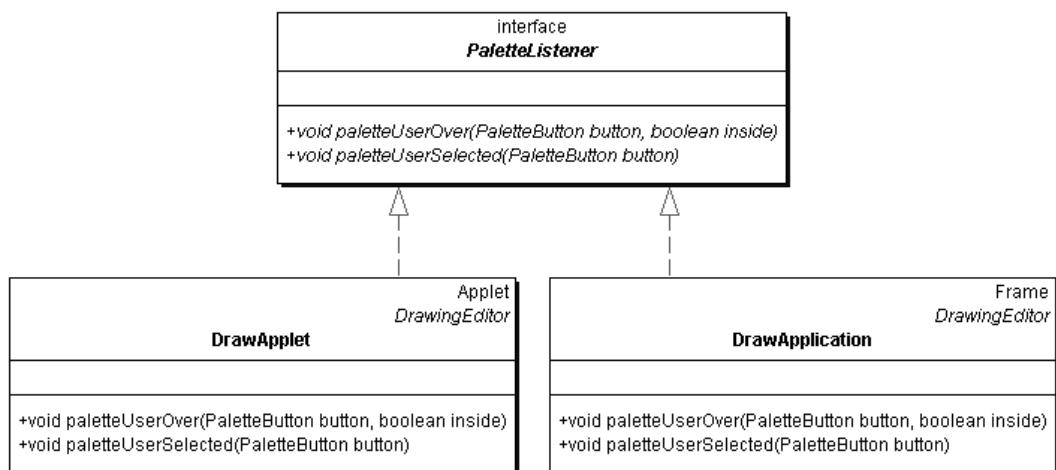 interface
PaletteListener
+void paletteUserOver(PaletteButton button, boolean inside)
+void paletteUserSelected(PaletteButton button)
Applet
DrawingEditor
DrawApplet
+void paletteUserOver(PaletteButton button, boolean inside)
+void paletteUserSelected(PaletteButton button)
Frame
DrawingEditor
DrawApplication
+void paletteUserOver(PaletteButton button, boolean inside)
+void paletteUserSelected(PaletteButton button)